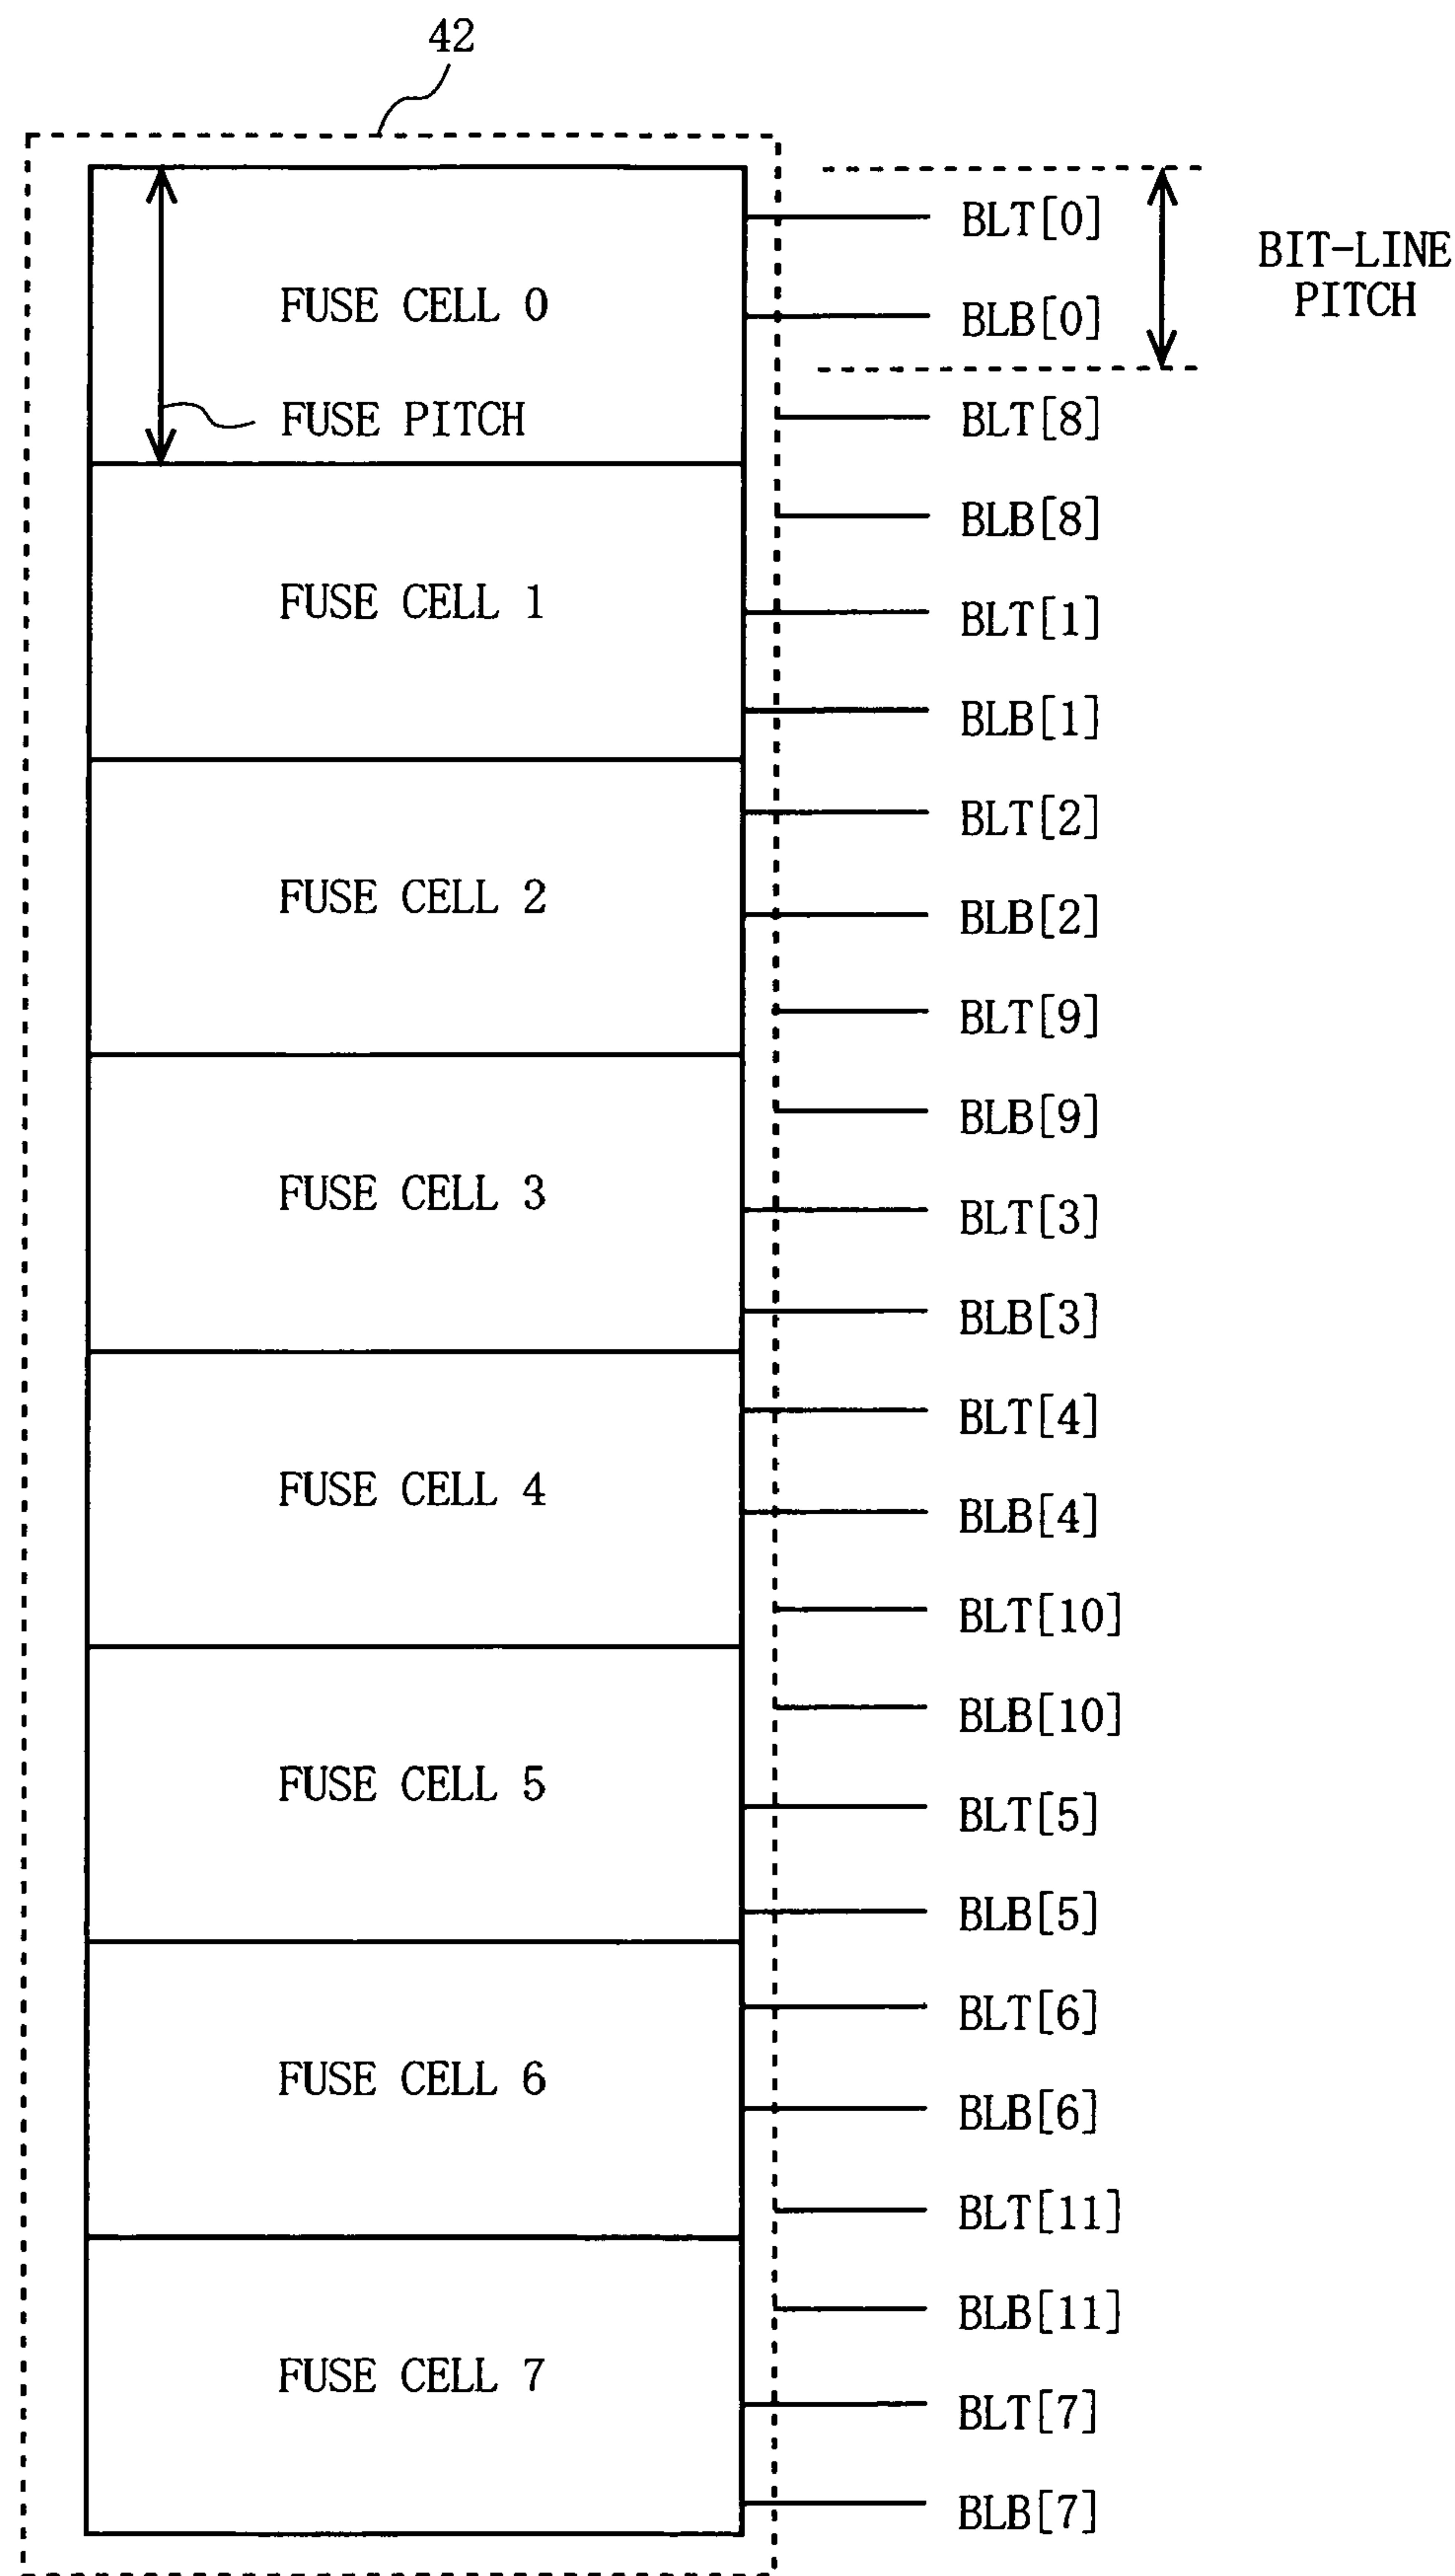 42
BLT[0]
BIT-LINE
PITCH
FUSE CELL 0
BLB[0]
FUSE PITCH
BLT[8]
BLB[8]
FUSE CELL 1
BLT[1]
BLB[1]
BLT[2]
FUSE CELL 2
BLB[2]
BLT[9]
BLB[9]
FUSE CELL 3
BLT[3]
BLB[3]
BLT[4]
FUSE CELL 4
BLB[4]
BLT[10]
BLB[10]
FUSE CELL 5
BLT[5]
BLB[5]
BLT[6]
FUSE CELL 6
BLB[6]
BLT[11]
BLB[11]
FUSE CELL 7
BLT[7]
BLB[7]